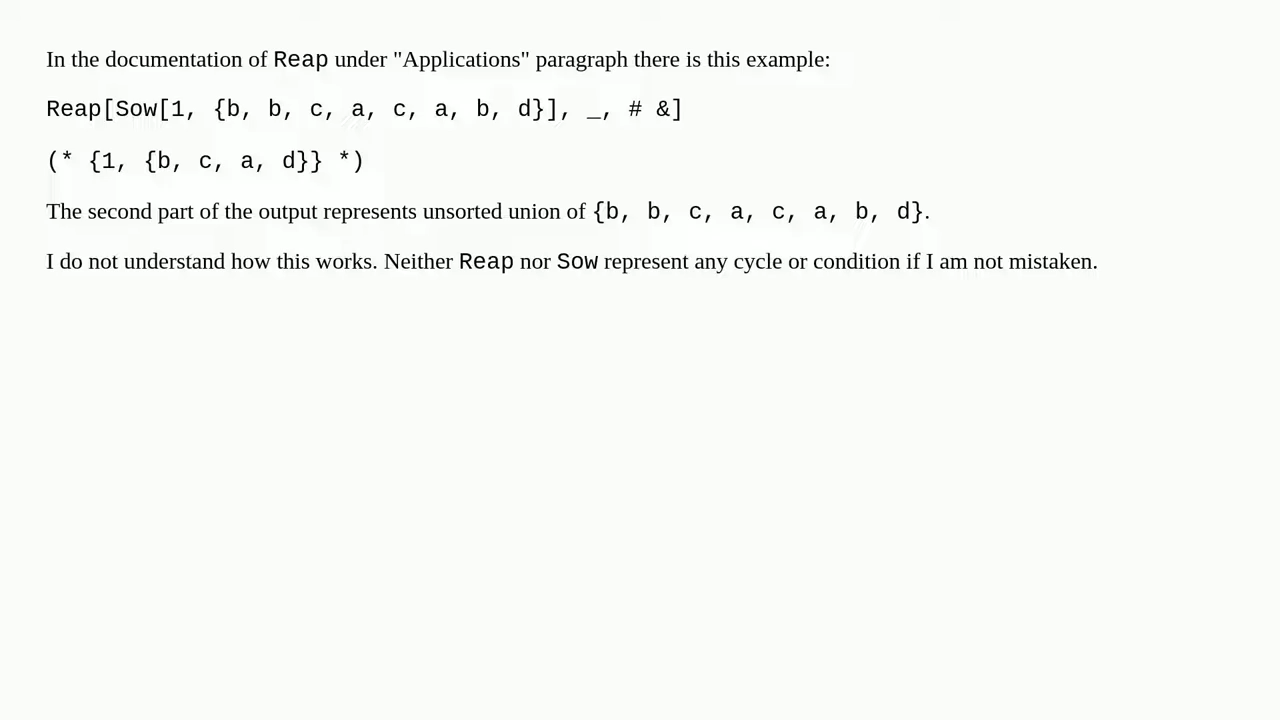 In the documentation of Reap under "Applications" paragraph there is this example:
Reap[Sow[1, {b, b, c, a, c, a, b, d}], _, # &]
(* {1, {b, c, a, d}} *)
The second part of the output represents unsorted union of {b, b, c, a, c, a, b, d}.
I do not understand how this works. Neither Reap nor Sow represent any cycle or condition if I am not mistaken.